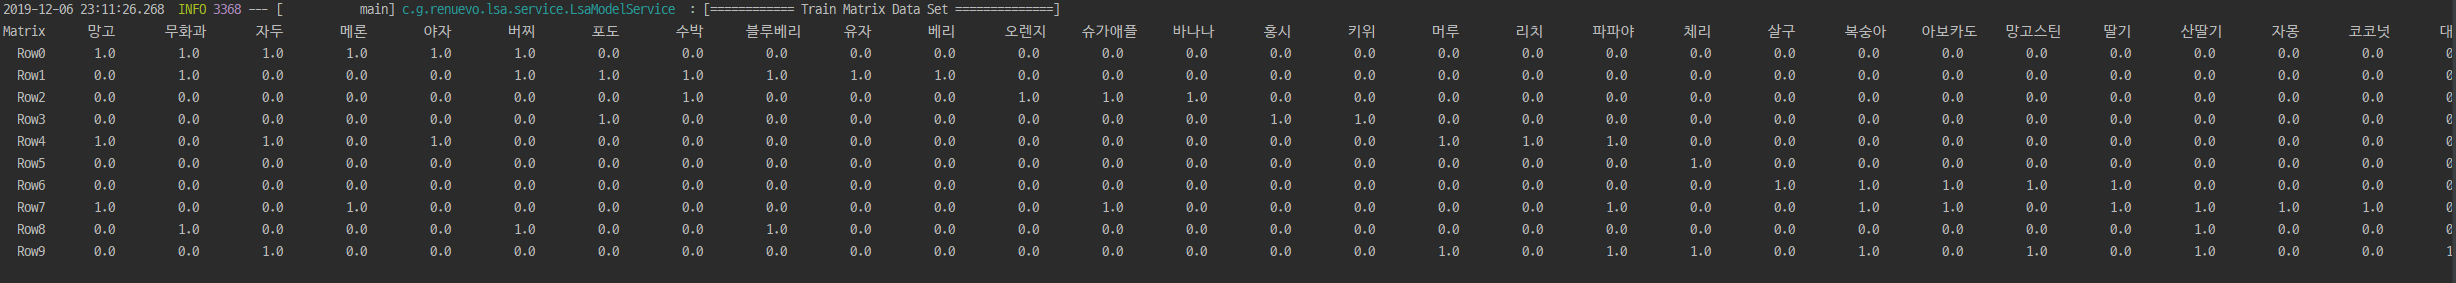 2019-12-06 23:11:26.268  INFO 3368 --- [           main] c.g.renuevo.lsa.service.LsaModelService  : [============ Train Matrix Data Set ==============]
Matrix 망고 무화과 자두 메론 야자 버찌 포도 수박 블루베리 유자 베리 오렌지 슈가애플 바나나 홍시 키위 머루 리치 파파야 체리 살구 복숭아 아보카도 망고스틴 딸기 산딸기 자몽 코코넛 대
Row0 1.0 1.0 1.0 1.0 1.0 1.0 0.0 0.0 0.0 0.0 0.0 0.0 0.0 0.0 0.0 0.0 0.0 0.0 0.0 0.0 0.0 0.0 0.0 0.0 0.0 0.0 0.0 0.0 0
Row1 0.0 1.0 0.0 0.0 0.0 1.0 1.0 1.0 1.0 1.0 1.0 0.0 0.0 0.0 0.0 0.0 0.0 0.0 0.0 0.0 0.0 0.0 0.0 0.0 0.0 0.0 0.0 0.0 0
Row2 0.0 0.0 0.0 0.0 0.0 0.0 0.0 1.0 0.0 0.0 0.0 1.0 1.0 1.0 0.0 0.0 0.0 0.0 0.0 0.0 0.0 0.0 0.0 0.0 0.0 0.0 0.0 0.0 0
Row3 0.0 0.0 0.0 0.0 0.0 0.0 1.0 0.0 0.0 0.0 0.0 0.0 0.0 0.0 1.0 1.0 0.0 0.0 0.0 0.0 0.0 0.0 0.0 0.0 0.0 0.0 0.0 0.0 0
Row4 1.0 0.0 1.0 0.0 1.0 0.0 0.0 0.0 0.0 0.0 0.0 0.0 0.0 0.0 0.0 0.0 1.0 1.0 1.0 0.0 0.0 0.0 0.0 0.0 0.0 0.0 0.0 0.0 0
Row5 0.0 0.0 0.0 0.0 0.0 0.0 0.0 0.0 0.0 0.0 0.0 0.0 0.0 0.0 0.0 0.0 0.0 0.0 0.0 1.0 0.0 0.0 0.0 0.0 0.0 0.0 0.0 0.0 0
Row6 0.0 0.0 0.0 0.0 0.0 0.0 0.0 0.0 0.0 0.0 0.0 0.0 0.0 0.0 0.0 0.0 0.0 0.0 0.0 0.0 1.0 1.0 1.0 1.0 1.0 0.0 0.0 0.0 0
Row7 1.0 0.0 0.0 1.0 0.0 0.0 0.0 0.0 0.0 0.0 0.0 0.0 1.0 0.0 0.0 0.0 0.0 0.0 1.0 0.0 0.0 1.0 1.0 0.0 1.0 1.0 1.0 1.0 0
Row8 0.0 1.0 0.0 0.0 0.0 1.0 0.0 0.0 1.0 0.0 0.0 0.0 0.0 0.0 0.0 0.0 0.0 0.0 0.0 0.0 0.0 0.0 0.0 0.0 0.0 1.0 0.0 0.0 0
Row9 0.0 0.0 1.0 0.0 0.0 0.0 0.0 0.0 0.0 0.0 0.0 0.0 0.0 0.0 0.0 0.0 1.0 0.0 1.0 1.0 0.0 1.0 0.0 1.0 0.0 1.0 0.0 0.0 1